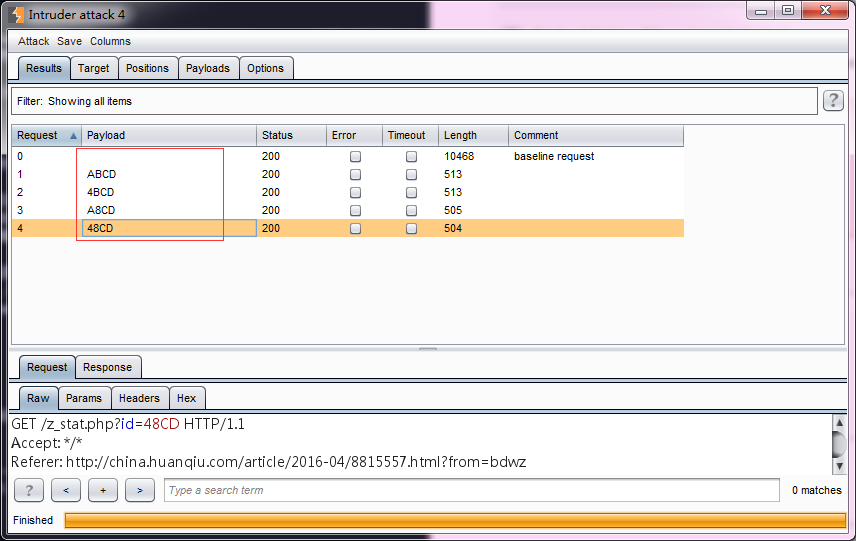 Intruder attack 4
Attack Save Columns
Results Target Positions Payloads Options
Filter: Showing all items ?
Request Payload Status Error Timeout Length Comment
0 200 10468 baseline request
1 ABCD 200 513
2 4BCD 200 513
3 A8CD 200 505
4 48CD 200 504
Request Response
Raw Params Headers Hex
GET /z_stat.php?id=48CD HTTP/1.1
Accept: */*
Referer: http://china.huanqiu.com/article/2016-04/8815557.html?from=bdwz
? < + > Type a search term 0 matches
Finished